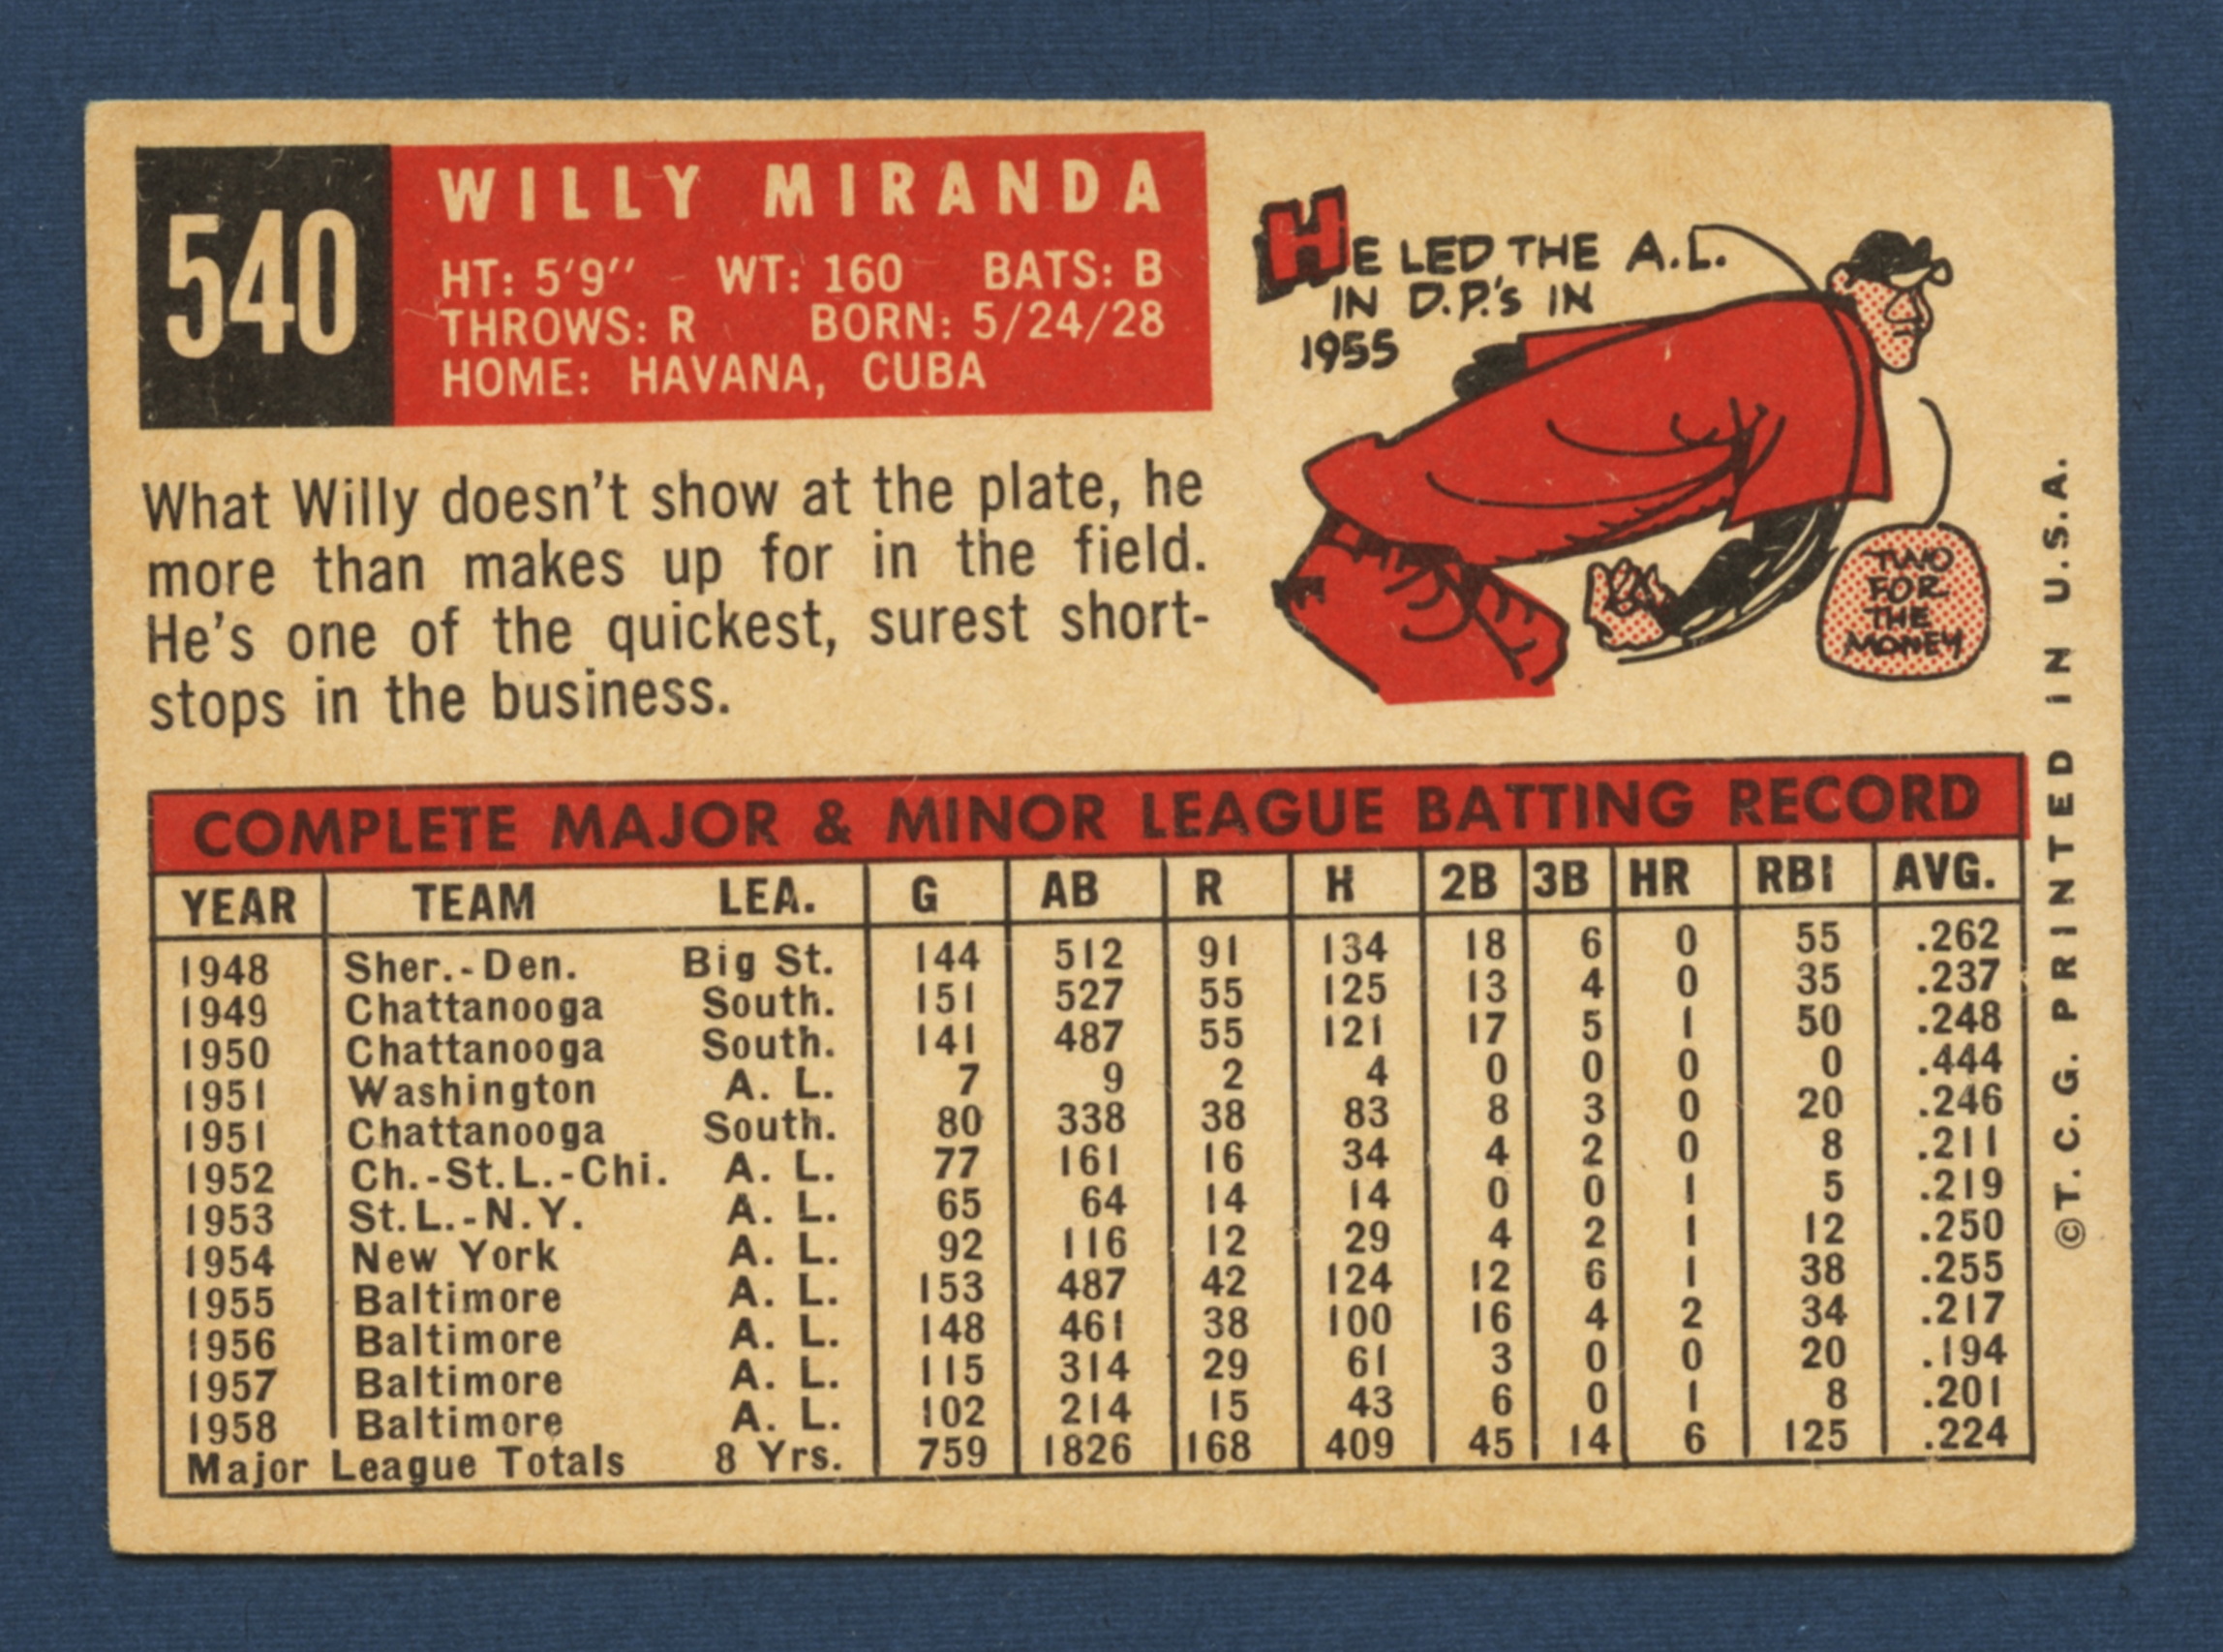 540
WILLY MIRANDA
HT: 5'9" WT: 160 BATS: B
THROWS: R BORN: 5/24/28
HOME: HAVANA, CUBA
HE LED THE A.L.
IN D.P.'s IN
1955
TWO
FOR
THE
MONEY
What Willy doesn't show at the plate, he
more than makes up for in the field.
He's one of the quickest, surest short-
stops in the business.
COMPLETE MAJOR & MINOR LEAGUE BATTING RECORD
YEAR TEAM LEA. G AB R H 2B 3B HR RBI AVG.
1948 Sher.-Den. Big St. 144 512 91 134 18 6 0 55 .262
1949 Chattanooga South. 151 527 55 125 13 4 0 35 .237
1950 Chattanooga South. 141 487 55 121 17 5 1 50 .248
1951 Washington A. L. 7 9 2 4 0 0 0 0 .444
1951 Chattanooga South. 80 338 38 83 8 3 0 20 .246
1952 Ch.-St.L.-Chi. A. L. 77 161 16 34 4 2 0 8 .211
1953 St.L.-N.Y. A. L. 65 64 14 14 0 0 1 5 .219
1954 New York A. L. 92 116 12 29 4 2 1 12 .250
1955 Baltimore A. L. 153 487 42 124 12 6 1 38 .255
1956 Baltimore A. L. 148 461 38 100 16 4 2 34 .217
1957 Baltimore A. L. 115 314 29 61 3 0 0 20 .194
1958 Baltimore A. L. 102 214 15 43 6 0 1 8 .201
Major League Totals 8 Yrs. 759 1826 168 409 45 14 6 125 .224
©T. C. G. PRINTED IN U.S.A.